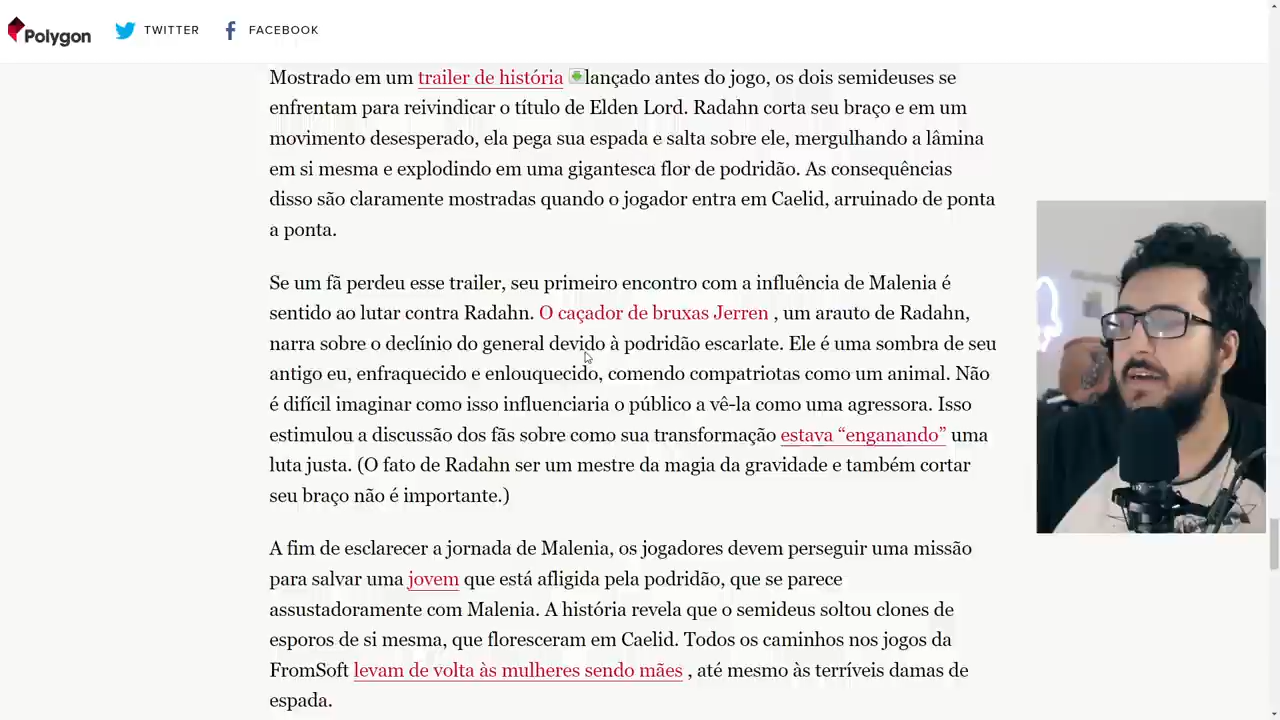 Polygon TWITTER FACEBOOK
Mostrado em um trailer de história lançado antes do jogo, os dois semideuses se
enfrentam para reivindicar o título de Elden Lord. Radahn corta seu braço e em um
movimento desesperado, ela pega sua espada e salta sobre ele, mergulhando a lâmina
em si mesma e explodindo em uma gigantesca flor de podridão. As consequências
disso são claramente mostradas quando o jogador entra em Caelid, arruinado de ponta
a ponta.
Se um fã perdeu esse trailer, seu primeiro encontro com a influência de Malenia é
sentido ao lutar contra Radahn. O caçador de bruxas Jerren , um arauto de Radahn,
narra sobre o declínio do general devido à podridão escarlate. Ele é uma sombra de seu
antigo eu, enfraquecido e enlouquecido, comendo compatriotas como um animal. Não
é difícil imaginar como isso influenciaria o público a vê-la como uma agressora. Isso
estimulou a discussão dos fãs sobre como sua transformação estava “enganando” uma
luta justa. (O fato de Radahn ser um mestre da magia da gravidade e também cortar
seu braço não é importante.)
A fim de esclarecer a jornada de Malenia, os jogadores devem perseguir uma missão
para salvar uma jovem que está afligida pela podridão, que se parece
assustadoramente com Malenia. A história revela que o semideus soltou clones de
esporos de si mesma, que floresceram em Caelid. Todos os caminhos nos jogos da
FromSoft levam de volta às mulheres sendo mães , até mesmo às terríveis damas de
espada.